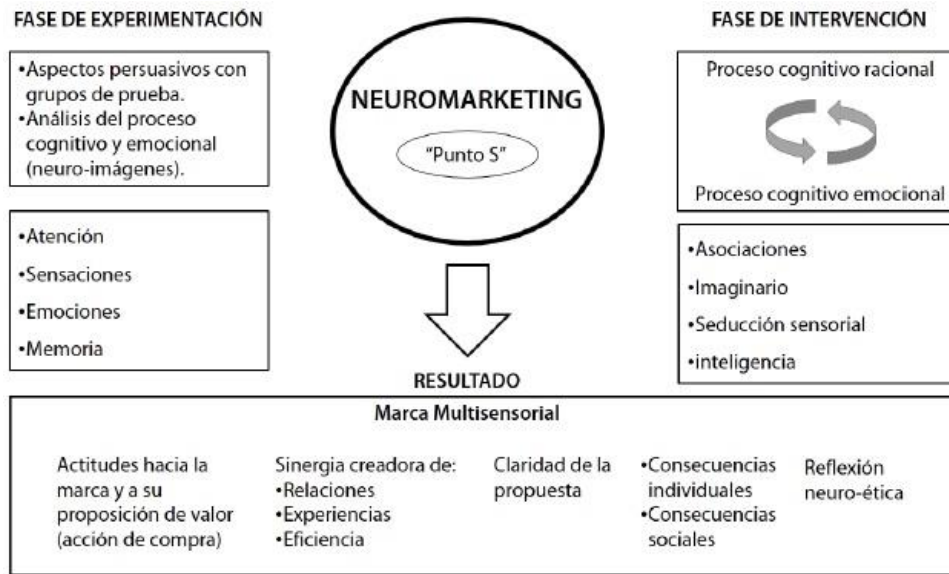 FASE DE EXPERIMENTACIÓN
•Aspectos persuasivos con
grupos de prueba.
•Análisis del proceso
cognitivo y emocional
(neuro-imágenes).
•Atención
•Sensaciones
•Emociones
•Memoria
NEUROMARKETING
"Punto S"
FASE DE INTERVENCIÓN
Proceso cognitivo racional
Proceso cognitivo emocional
•Asociaciones
•Imaginario
•Seducción sensorial
•inteligencia
RESULTADO
Marca Multisensorial
Actitudes hacia la
marca y a su
proposición de valor
(acción de compra)
Sinergia creadora de:
•Relaciones
•Experiencias
•Eficiencia
Claridad de la
propuesta
•Consecuencias
individuales
•Consecuencias
sociales
Reflexión
neuro-ética